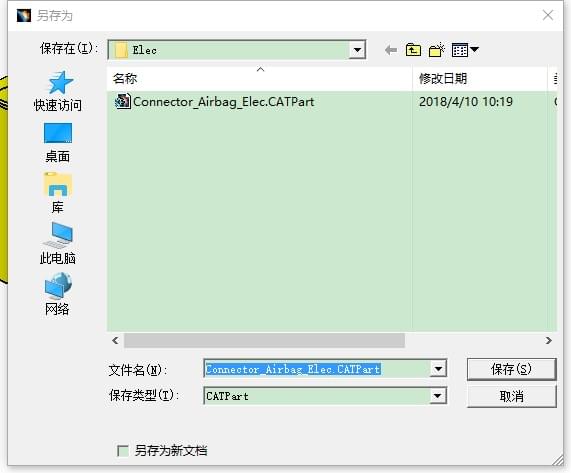 另存为
保存在(I):
Elec
快速访问
桌面
库
此电脑
网络
名称
修改日期
Connector_Airbag_Elec.CATPart
2018/4/10 10:19
文件名(N):
Connector_Airbag_Elec.CATPart
保存(S)
保存类型(T):
CATPart
取消
另存为新文档